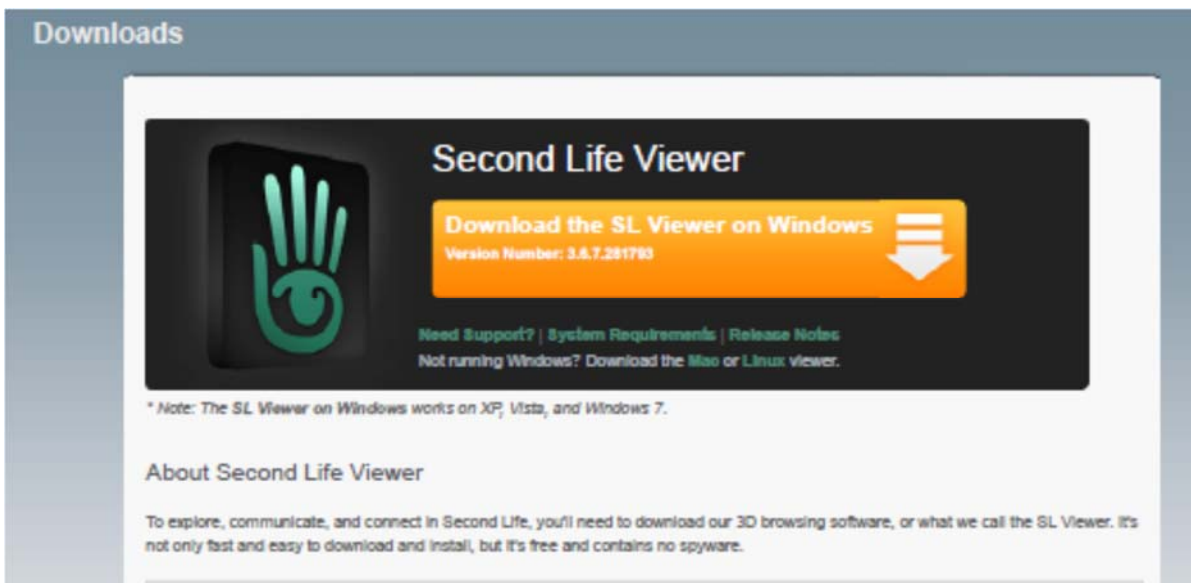 Downloads
Second Life Viewer
Download the SL Viewer on Windows
Version Number: 3.6.7.281793
Need Support? | System Requirements | Release Notes
Not running Windows? Download the Mac or Linux viewer.
* Note: The SL Viewer on Windows works on XP, Vista, and Windows 7.
About Second Life Viewer
To explore, communicate, and connect in Second Life, you'll need to download our 3D browsing software, or what we call the SL Viewer. It's
not only fast and easy to download and install, but it's free and contains no spyware.